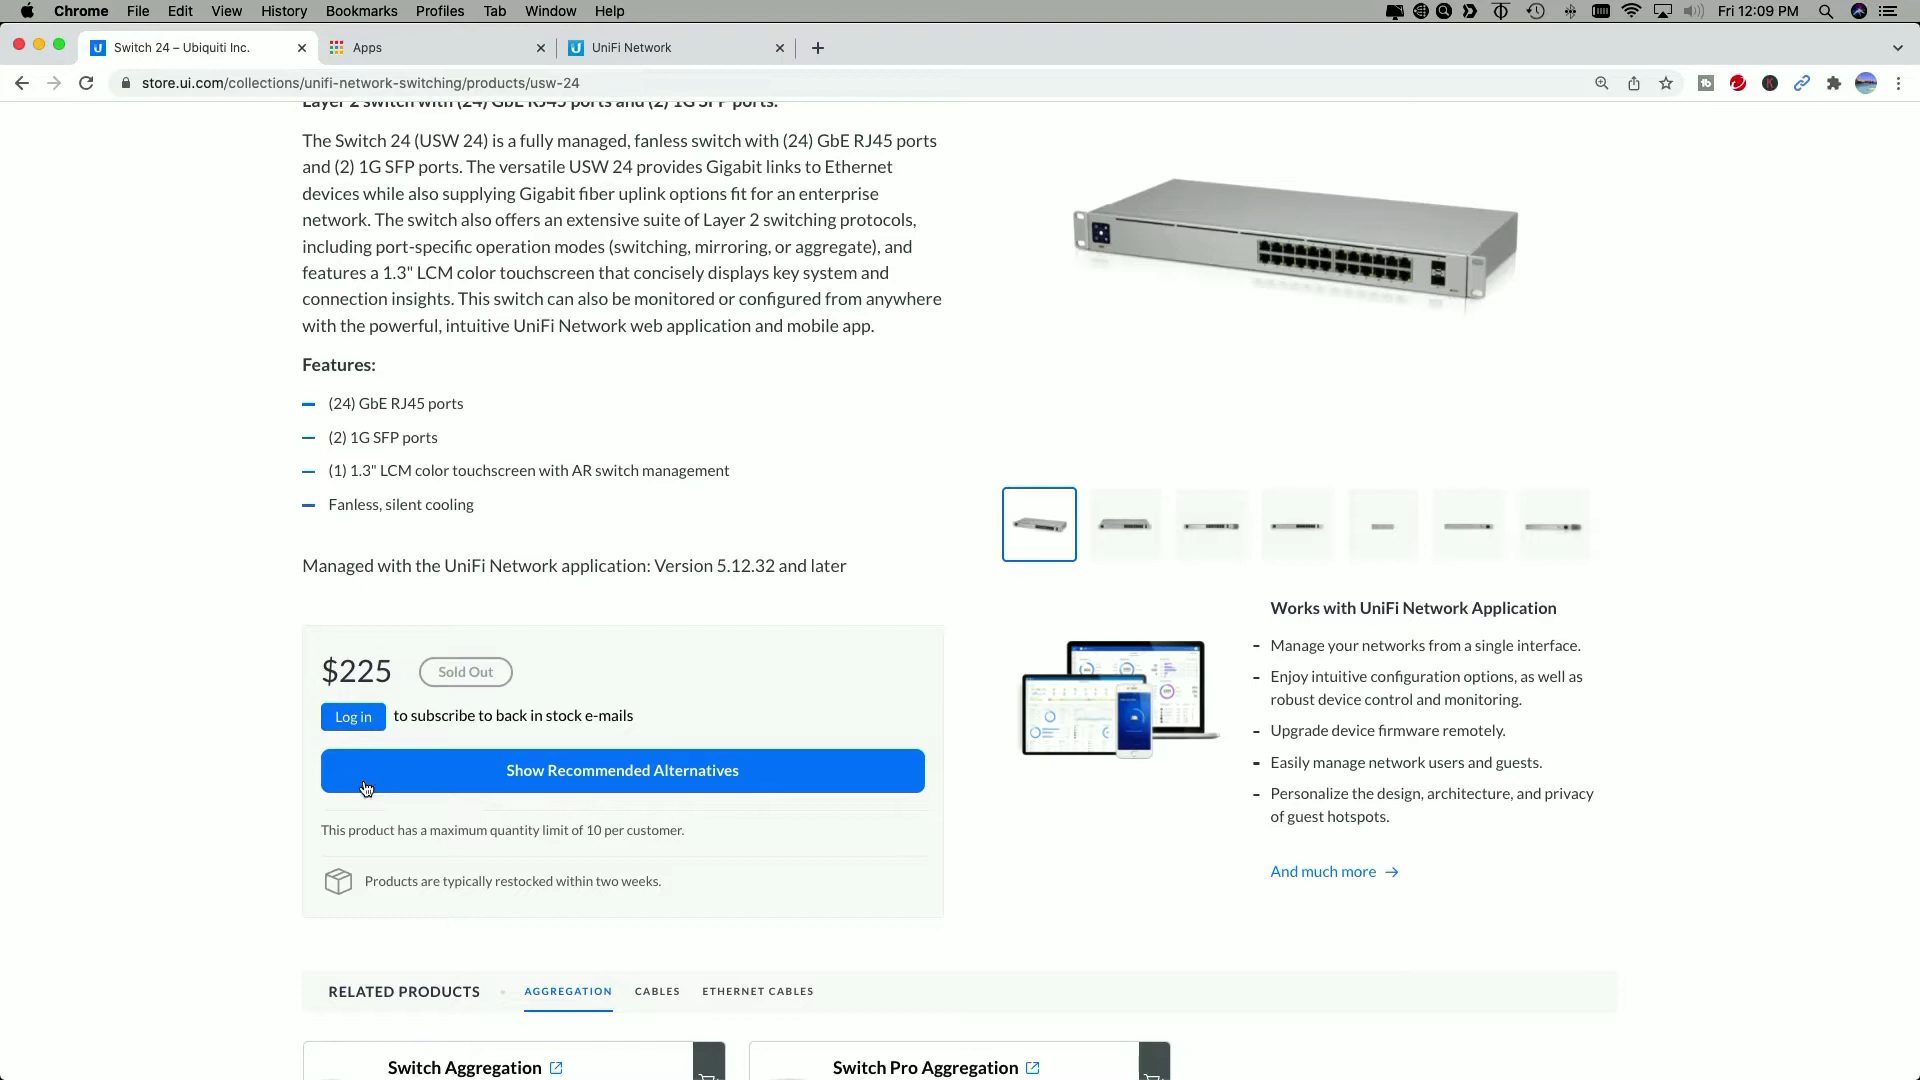 Chrome File Edit View History Bookmarks Profiles Tab Window Help
Fri 12:09 PM
Switch 24 – Ubiquiti Inc.
Apps
UniFi Network
store.ui.com/collections/unifi-network-switching/products/usw-24
Layer 2 switch with (24) GbE RJ45 ports and (2) 1G SFP ports.
The Switch 24 (USW 24) is a fully managed, fanless switch with (24) GbE RJ45 ports
and (2) 1G SFP ports. The versatile USW 24 provides Gigabit links to Ethernet
devices while also supplying Gigabit fiber uplink options fit for an enterprise
network. The switch also offers an extensive suite of Layer 2 switching protocols,
including port-specific operation modes (switching, mirroring, or aggregate), and
features a 1.3" LCM color touchscreen that concisely displays key system and
connection insights. This switch can also be monitored or configured from anywhere
with the powerful, intuitive UniFi Network web application and mobile app.
Features:
(24) GbE RJ45 ports
(2) 1G SFP ports
(1) 1.3" LCM color touchscreen with AR switch management
Fanless, silent cooling
Managed with the UniFi Network application: Version 5.12.32 and later
$225 Sold Out
Log in to subscribe to back in stock e-mails
Show Recommended Alternatives
This product has a maximum quantity limit of 10 per customer.
Products are typically restocked within two weeks.
Works with UniFi Network Application
- Manage your networks from a single interface.
- Enjoy intuitive configuration options, as well as
robust device control and monitoring.
- Upgrade device firmware remotely.
- Easily manage network users and guests.
- Personalize the design, architecture, and privacy
of guest hotspots.
And much more →
RELATED PRODUCTS • AGGREGATION CABLES ETHERNET CABLES
Switch Aggregation
Switch Pro Aggregation